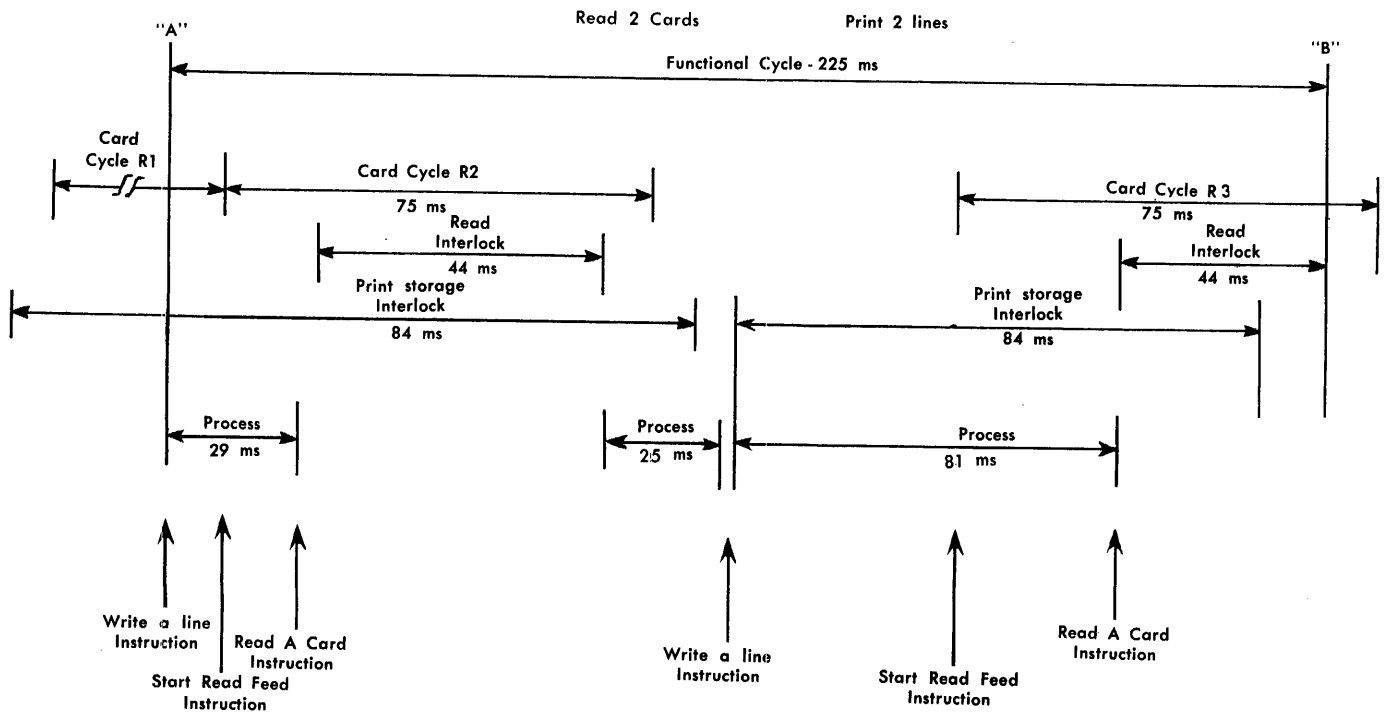 Read 2 Cards Print 2 lines
"A"
"B"
Functional Cycle - 225 ms
Card
Cycle R1
Card Cycle R2
75 ms
Card Cycle R3
75 ms
Read
Interlock
44 ms
Read
Interlock
44 ms
Print storage
Interlock
84 ms
Print storage
Interlock
84 ms
Process
29 ms
Process
25 ms
Process
81 ms
Write a line
Instruction
Read A Card
Instruction
Start Read Feed
Instruction
Write a line
Instruction
Start Read Feed
Instruction
Read A Card
Instruction